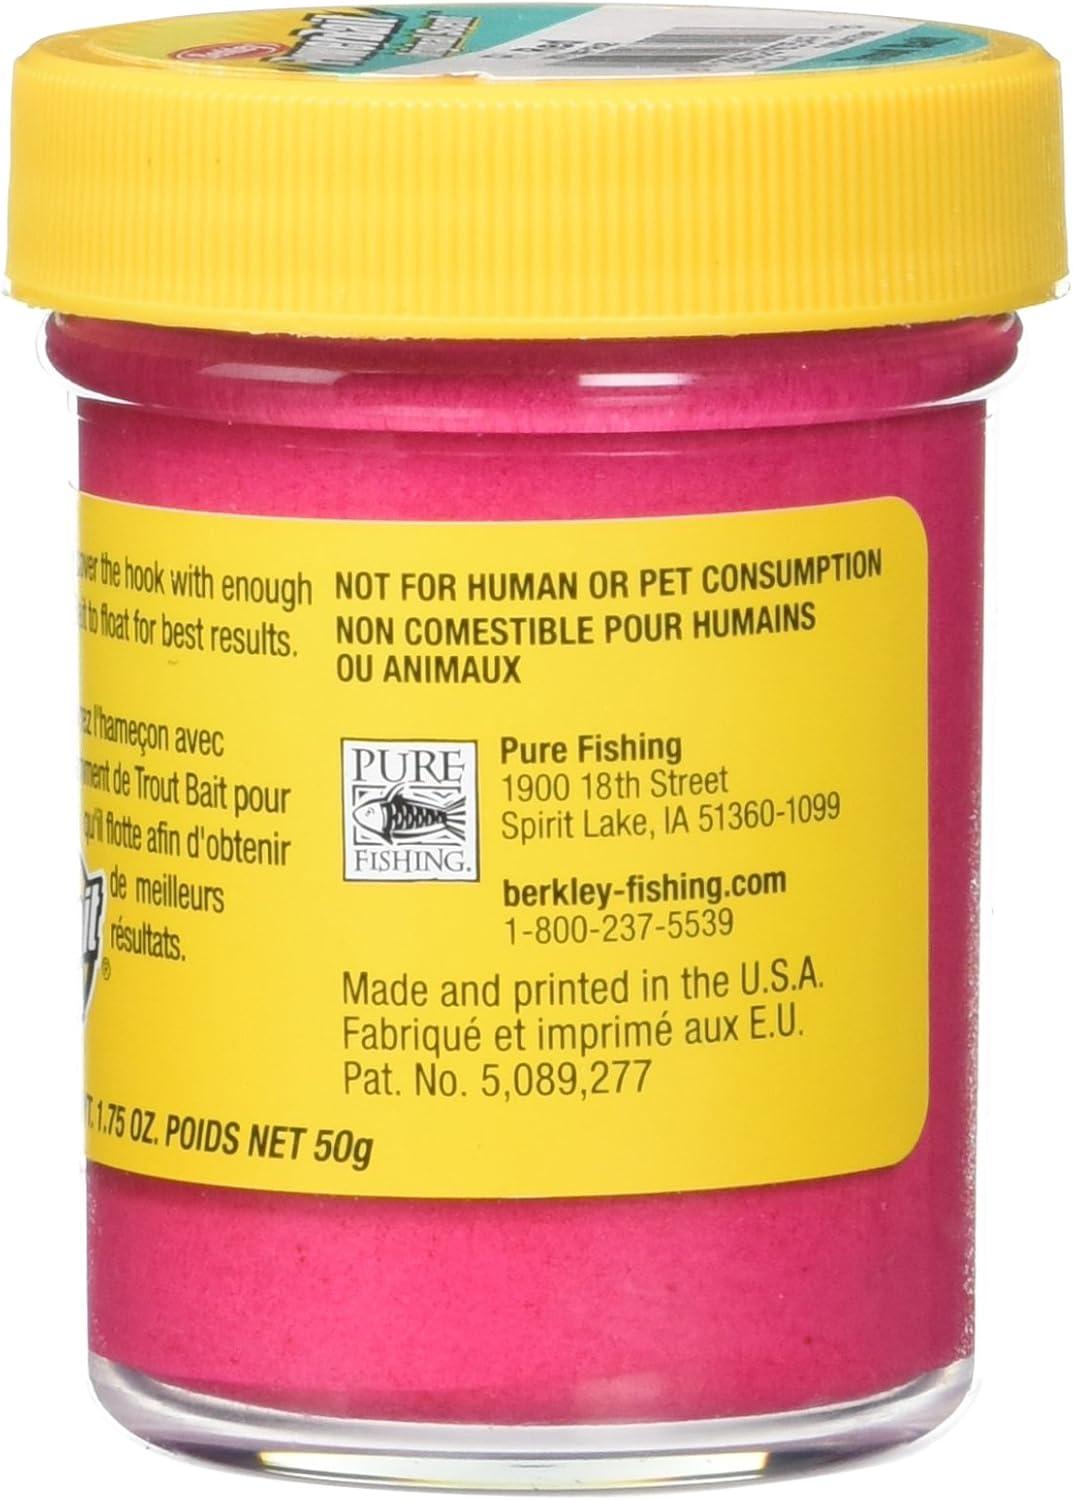 the hook with enough
to float for best results.
l'hameçon avec
de Trout Bait pour
qu'il flotte afin d'obtenir
de meilleurs
résultats.
®
1.75 OZ. POIDS NET 50g
NOT FOR HUMAN OR PET CONSUMPTION
NON COMESTIBLE POUR HUMAINS
OU ANIMAUX
PURE
FISHING.
Pure Fishing
1900 18th Street
Spirit Lake, IA 51360-1099
berkley-fishing.com
1-800-237-5539
Made and printed in the U.S.A.
Fabriqué et imprimé aux E.U.
Pat. No. 5,089,277